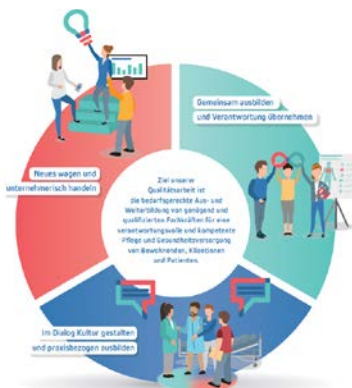 Gemeinsam ausbilden
und Verantwortung übernehmen
Neues wagen und
unternehmerisch handeln
Ziel unserer
Qualitätsarbeit ist
die bedarfsgerechte Aus- und
Weiterbildung von genügend und
qualifizierten Fachkräften für eine
verantwortungsvolle und kompetente
Pflege und Gesundheitsversorgung
von Bewohnenden, Klientinnen
und Patienten.
Im Dialog Kultur gestalten
und praxisbezogen ausbilden